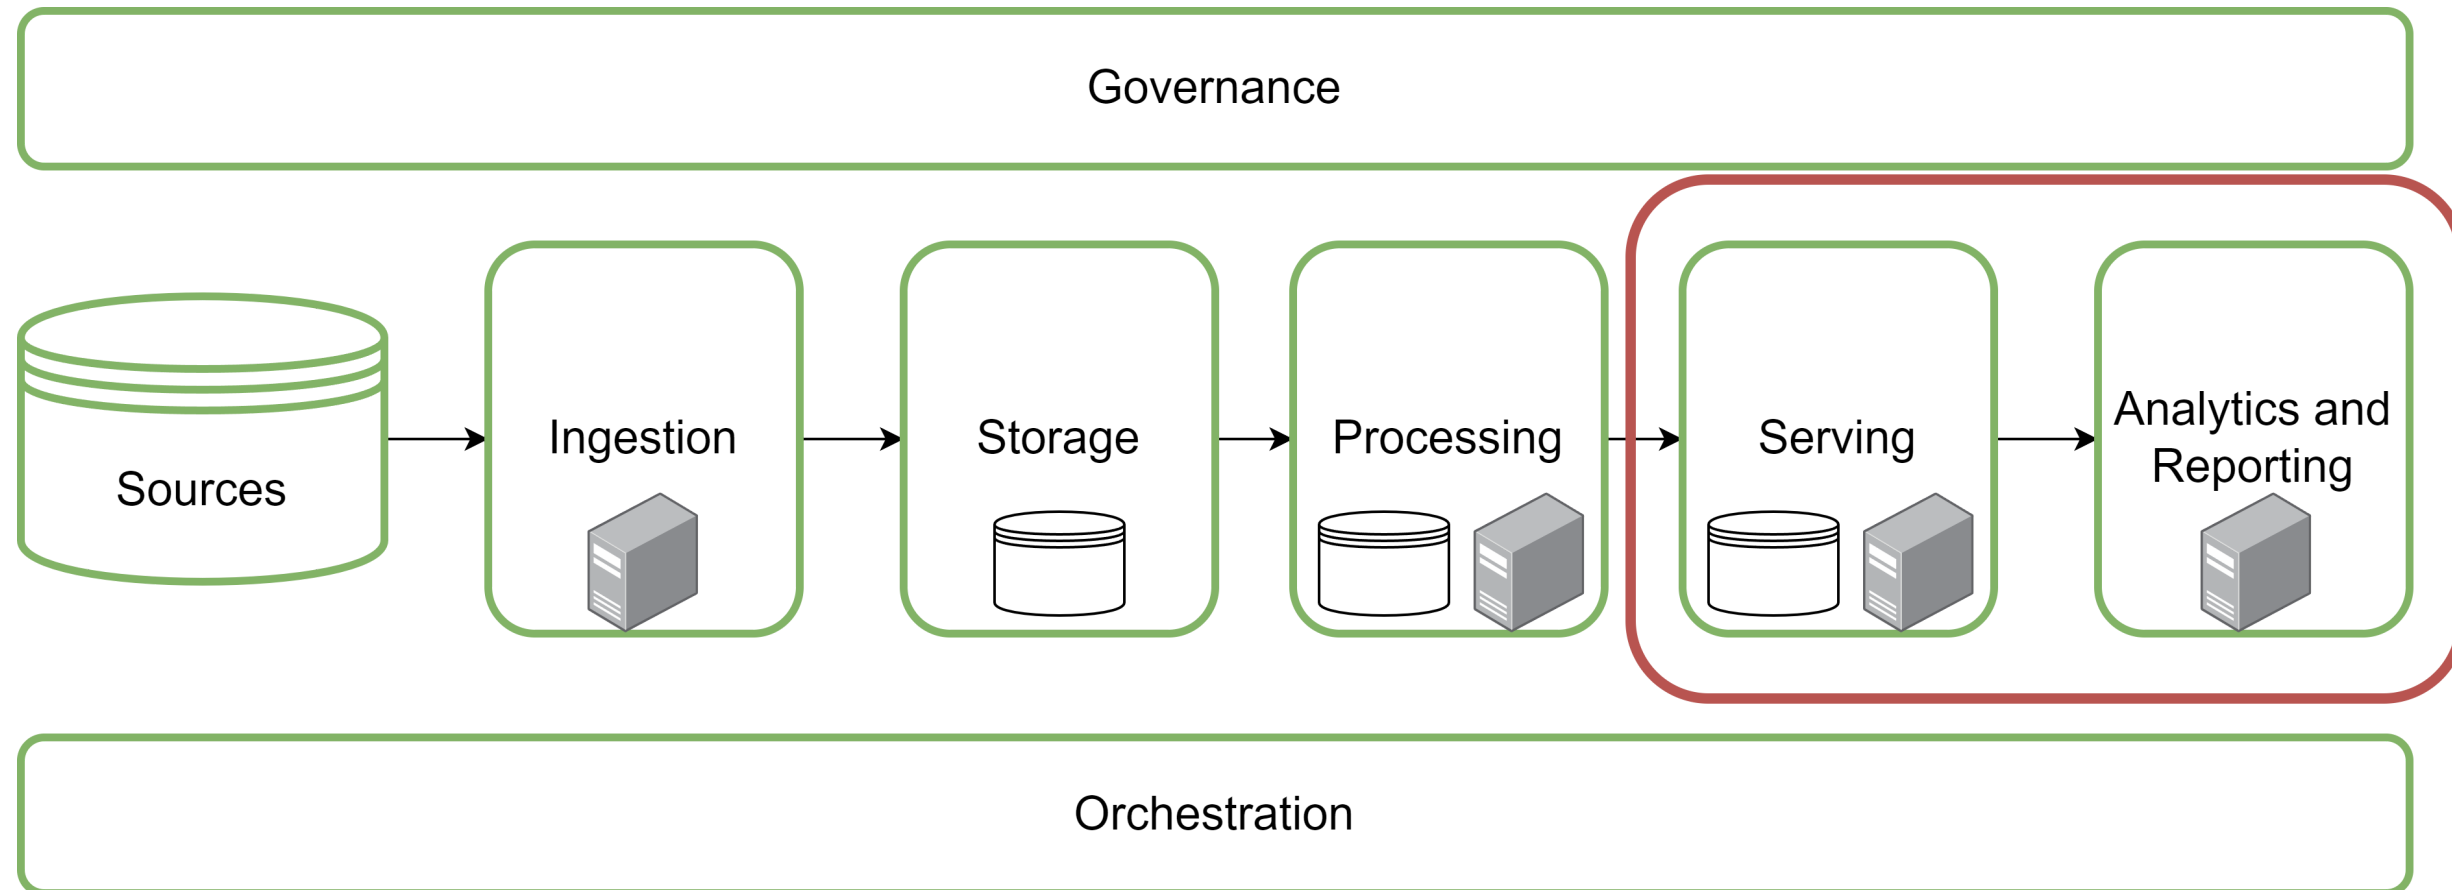 Governance
Sources
Ingestion
Storage
Processing
Serving
Analytics and
Reporting
Orchestration